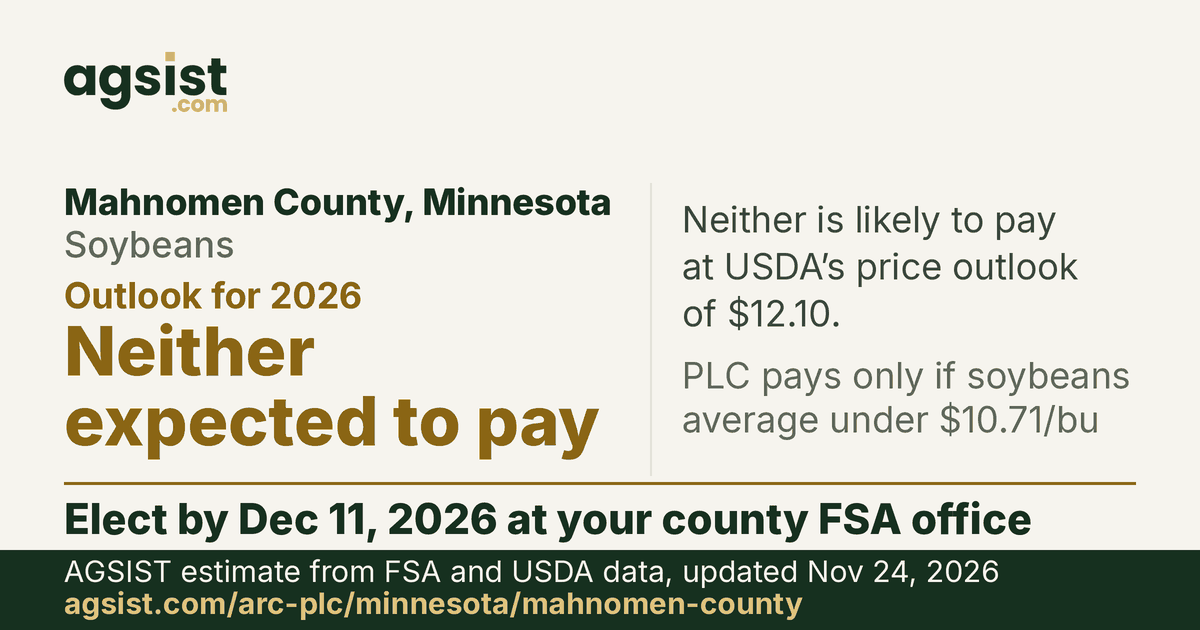 agsist
.com
Mahnomen County, Minnesota
Soybeans
Outlook for 2026
Neither
expected to pay
Neither is likely to pay
at USDA’s price outlook
of $12.10.
PLC pays only if soybeans
average under $10.71/bu
Elect by Dec 11, 2026 at your county FSA office
AGSIST estimate from FSA and USDA data, updated Nov 24, 2026
agsist.com/arc-plc/minnesota/mahnomen-county